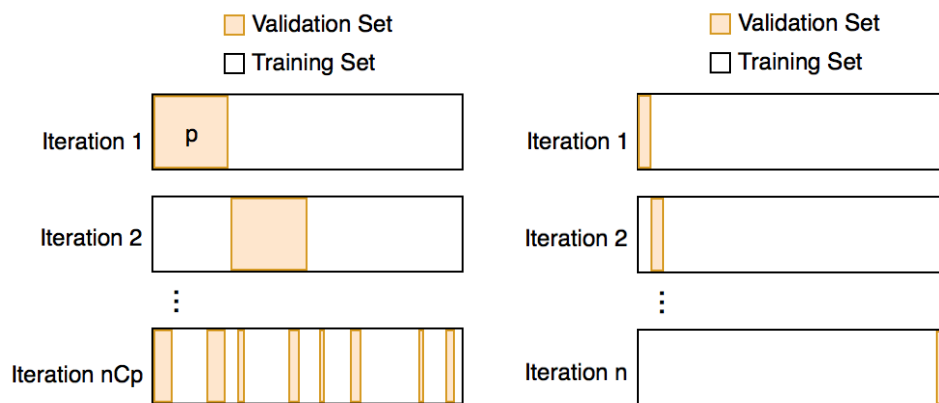 Validation Set
Training Set
Iteration 1
p
Iteration 2
⋮
Iteration nCp
Validation Set
Training Set
Iteration 1
Iteration 2
⋮
Iteration n